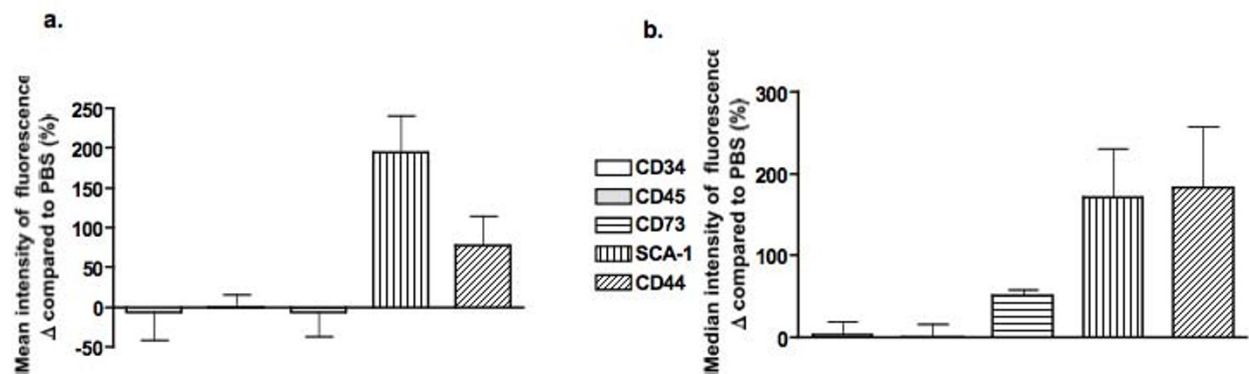 a.
Mean intensity of fluorescence
Δ compared to PBS (%)
250
200
150
100
50
0
-50
CD34
CD45
CD73
SCA-1
CD44
b.
Median intensity of fluorescence
Δ compared to PBS (%)
300
200
100
0